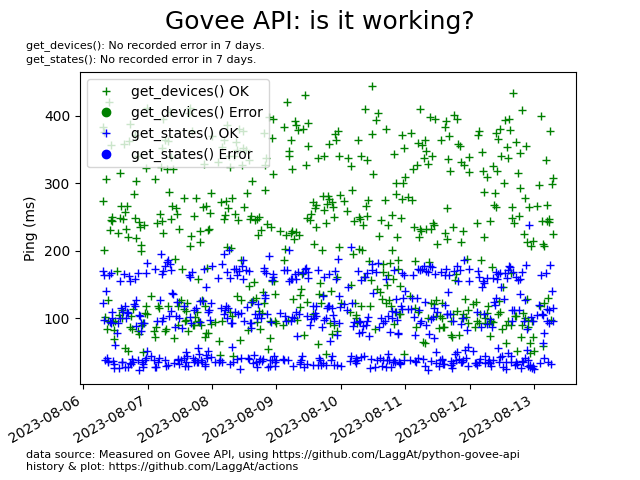 Govee API: is it working?
get_devices(): No recorded error in 7 days.
get_states(): No recorded error in 7 days.
get_devices() OK
get_devices() Error
get_states() OK
get_states() Error
Ping (ms)
400
300
200
100
2023-08-06
2023-08-07
2023-08-08
2023-08-09
2023-08-10
2023-08-11
2023-08-12
2023-08-13
data source: Measured on Govee API, using https://github.com/LaggAt/python-govee-api
history & plot: https://github.com/LaggAt/actions